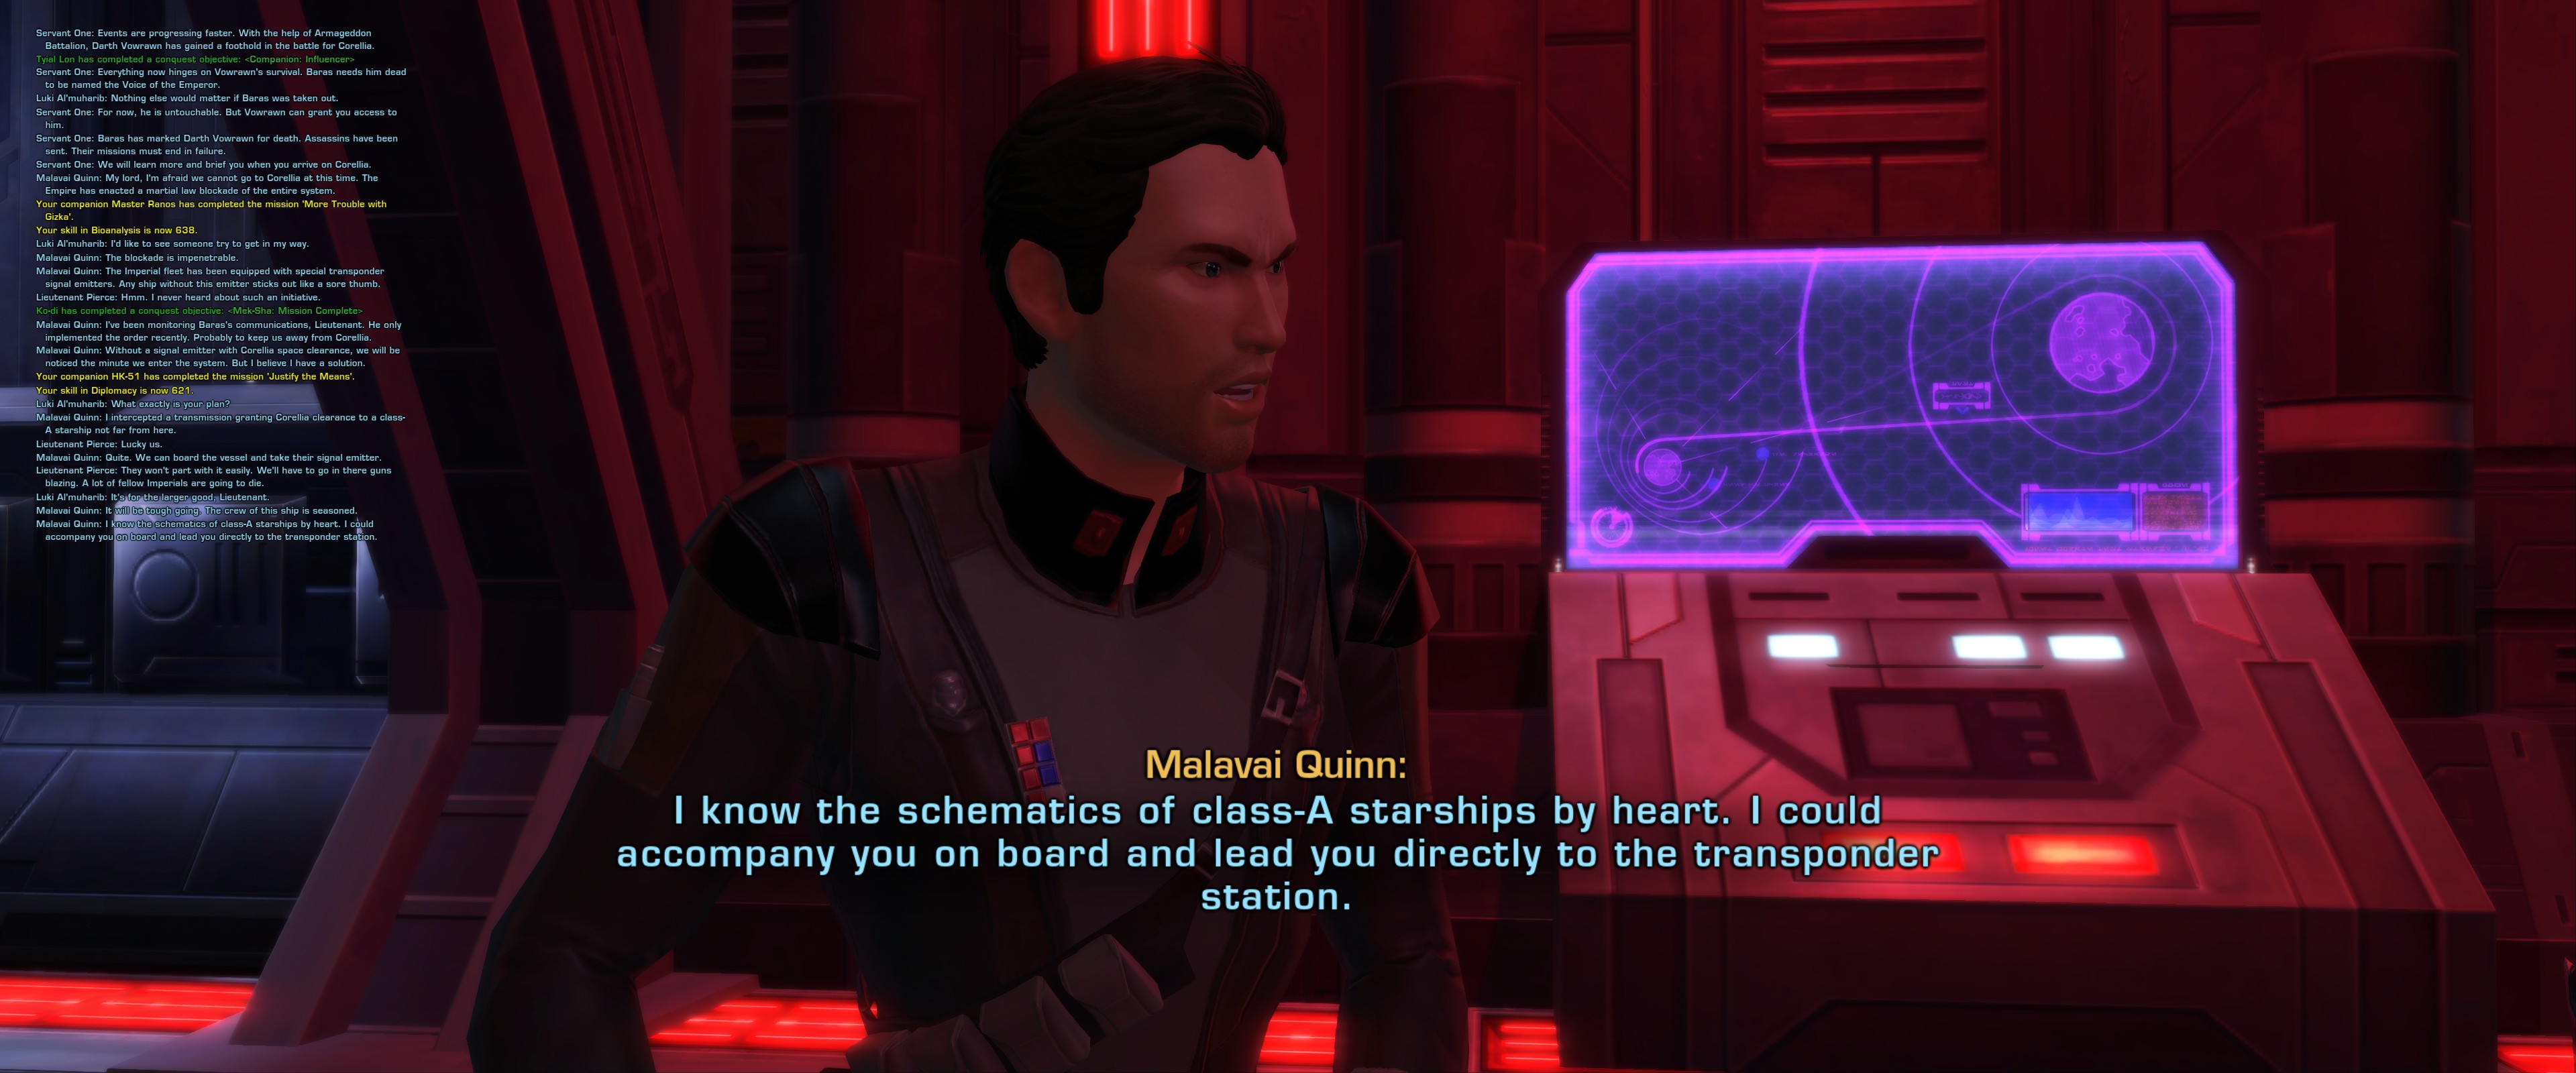 Servant One: Events are progressing faster. With the help of Armageddon
Battalion, Darth Vowrawn has gained a foothold in the battle for Corellia.
Tyial Lon has completed a conquest objective: <Companion: Influencer>
Servant One: Everything now hinges on Vowrawn's survival. Baras needs him dead
to be named the Voice of the Emperor.
Luki Al'muharib: Nothing else would matter if Baras was taken out.
Servant One: For now, he is untouchable. But Vowrawn can grant you access to
him.
Servant One: Baras has marked Darth Vowrawn for death. Assassins have been
sent. Their missions must end in failure.
Servant One: We will learn more and brief you when you arrive on Corellia.
Malavai Quinn: My lord, I'm afraid we cannot go to Corellia at this time. The
Empire has enacted a martial law blockade of the entire system.
Your companion Master Ranos has completed the mission 'More Trouble with
Gizka'.
Your skill in Bioanalysis is now 638.
Luki Al'muharib: I'd like to see someone try to get in my way.
Malavai Quinn: The blockade is impenetrable.
Malavai Quinn: The Imperial fleet has been equipped with special transponder
signal emitters. Any ship without this emitter sticks out like a sore thumb.
Lieutenant Pierce: Hmm. I never heard about such an initiative.
Ko-di has completed a conquest objective: <Mek-Sha: Mission Complete>
Malavai Quinn: I've been monitoring Baras's communications, Lieutenant. He only
implemented the order recently. Probably to keep us away from Corellia.
Malavai Quinn: Without a signal emitter with Corellia space clearance, we will be
noticed the minute we enter the system. But I believe I have a solution.
Your companion HK-51 has completed the mission 'Justify the Means'.
Your skill in Diplomacy is now 621.
Luki Al'muharib: What exactly is your plan?
Malavai Quinn: I intercepted a transmission granting Corellia clearance to a class-
A starship not far from here.
Lieutenant Pierce: Lucky us.
Malavai Quinn: Quite. We can board the vessel and take their signal emitter.
Lieutenant Pierce: They won't part with it easily. We'll have to go in there guns
blazing. A lot of fellow Imperials are going to die.
Luki Al'muharib: It's for the larger good, Lieutenant.
Malavai Quinn: It will be tough going. The crew of this ship is seasoned.
Malavai Quinn: I know the schematics of class-A starships by heart. I could
accompany you on board and lead you directly to the transponder station.
Malavai Quinn:
I know the schematics of class-A starships by heart. I could
accompany you on board and lead you directly to the transponder
station.